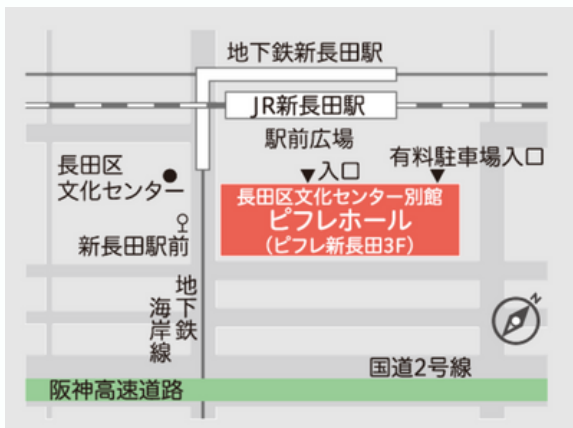 地下鉄新長田駅
JR新長田駅
駅前広場
有料駐車場入口
▼
▼入口
長田区
文化センター
長田区文化センター別館
ピフレホール
(ピフレ新長田3F)
新長田駅前
地下鉄
海岸線
N
国道2号線
阪神高速道路